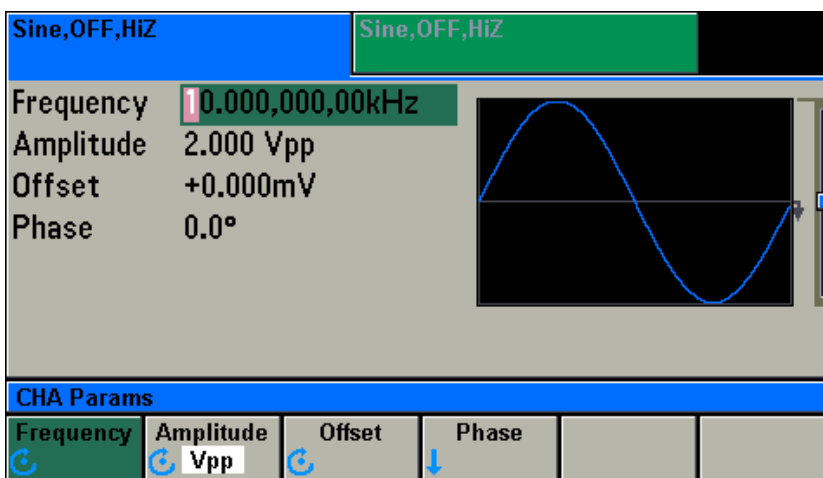 Sine,OFF,HiZ
Sine,OFF,HiZ
Frequency 10.000,000,00kHz
Amplitude 2.000 Vpp
Offset +0.000mV
Phase 0.0°
CHA Params
Frequency Amplitude Offset Phase
Vpp